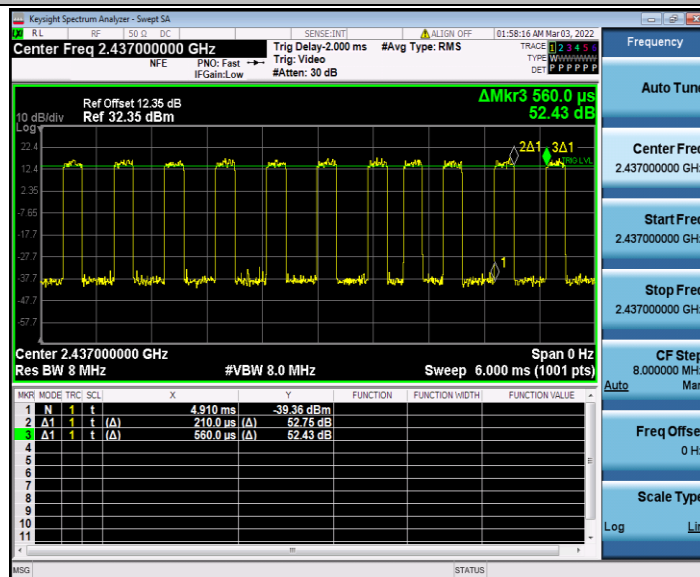 Keysight Spectrum Analyzer - Swept SA
RL RF 50 Ω DC SENSE:INT ALIGN OFF 01:58:16 AM Mar 03, 2022
Center Freq 2.437000000 GHz
NFE PNO: Fast IFGain:Low
Trig Delay-2.000 ms #Avg Type: RMS
Trig: Video
#Atten: 30 dB
TRACE 1 2 3 4 5 6
TYPE WWWWWW
DET P P P P P P
Ref Offset 12.35 dB
10 dB/div Ref 32.35 dBm
Log
ΔMkr3 560.0 µs
52.43 dB
22.4
12.4
2.35
-7.65
-17.7
-27.7
-37.7
-47.7
-57.7
2Δ1 3Δ1
TRIG LVL
1
Center 2.437000000 GHz Span 0 Hz
Res BW 8 MHz #VBW 8.0 MHz Sweep 6.000 ms (1001 pts)
MKR MODE TRC SCL X Y FUNCTION FUNCTION WIDTH FUNCTION VALUE
1 N 1 t 4.910 ms -39.36 dBm
2 Δ1 1 t (Δ) 210.0 µs (Δ) 52.75 dB
3 Δ1 1 t (Δ) 560.0 µs (Δ) 52.43 dB
4
5
6
7
8
9
10
11
MSG STATUS
Frequency
Auto Tune
Center Freq
2.437000000 GHz
Start Freq
2.437000000 GHz
Stop Freq
2.437000000 GHz
CF Step
8.000000 MHz
Auto Man
Freq Offset
0 Hz
Scale Type
Log Lin